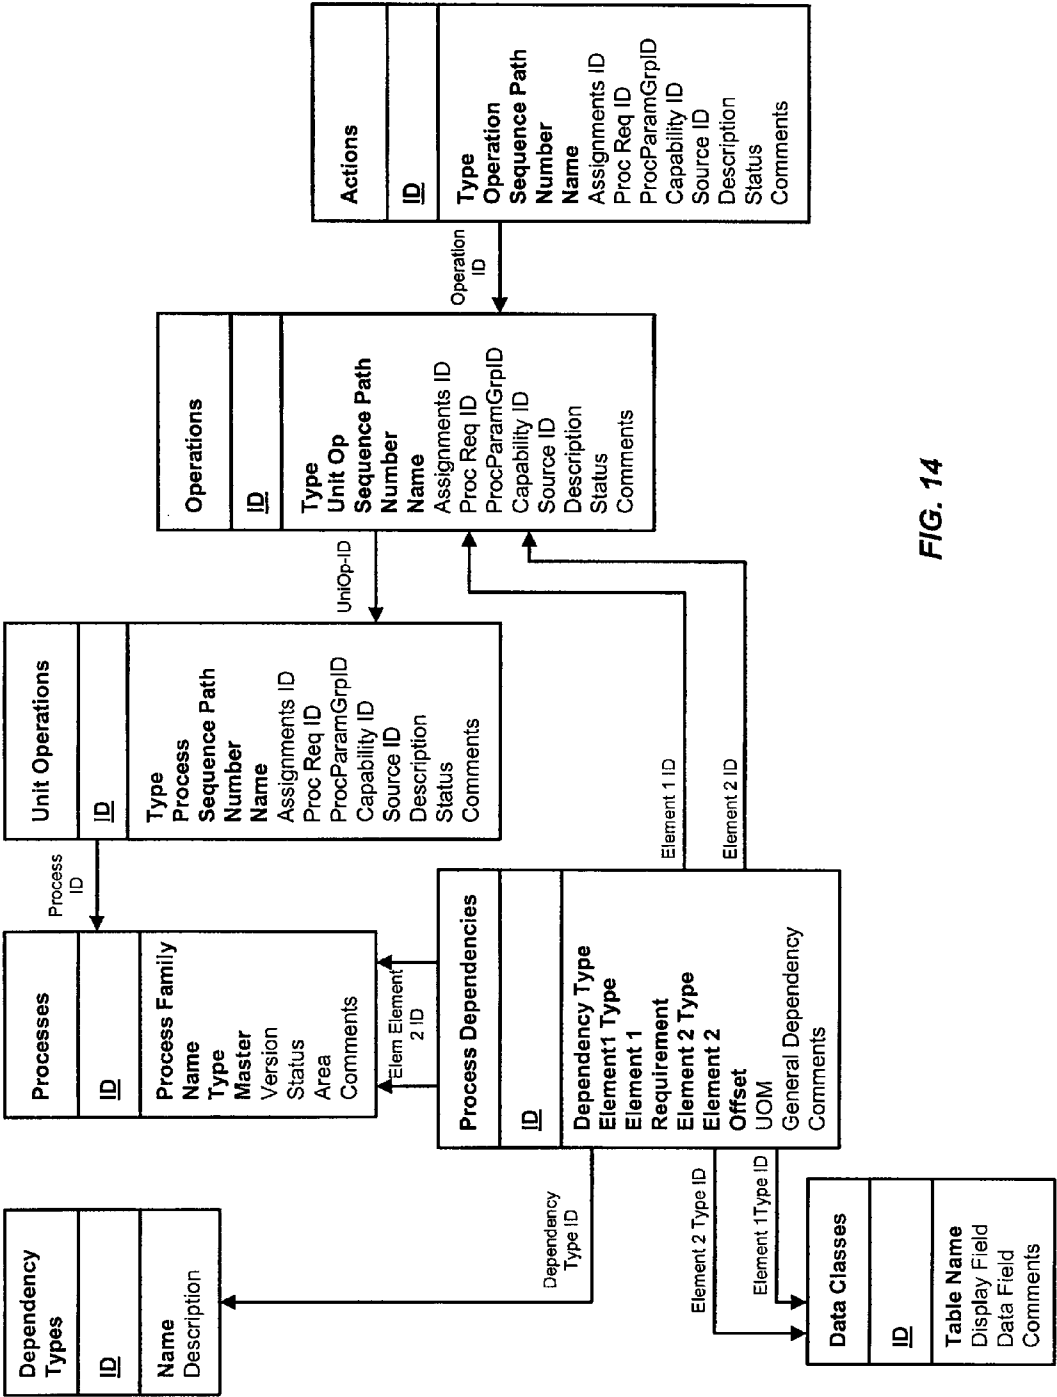 Dependency
Types
ID
Name
Description
Processes
ID
Process Family
Name
Type
Master
Version
Status
Area
Comments
Process
ID
Unit Operations
ID
Type
Process
Sequence Path
Number
Name
Assignments ID
Proc Req ID
ProcParamGrpID
Capability ID
Source ID
Description
Status
Comments
UniOp-ID
Operations
ID
Type
Unit Op
Sequence Path
Number
Name
Assignments ID
Proc Req ID
ProcParamGrpID
Capability ID
Source ID
Description
Status
Comments
Operation
ID
Actions
ID
Type
Operation
Sequence Path
Number
Name
Assignments ID
Proc Req ID
ProcParamGrpID
Capability ID
Source ID
Description
Status
Comments
Elem Element
2 ID
Dependency
Type ID
Process Dependencies
ID
Dependency Type
Element1 Type
Element 1
Requirement
Element 2 Type
Element 2
Offset
UOM
General Dependency
Comments
Element 1 ID
Element 2 ID
Element 2 Type ID
Element 1Type ID
Data Classes
ID
Table Name
Display Field
Data Field
Comments
FIG. 14